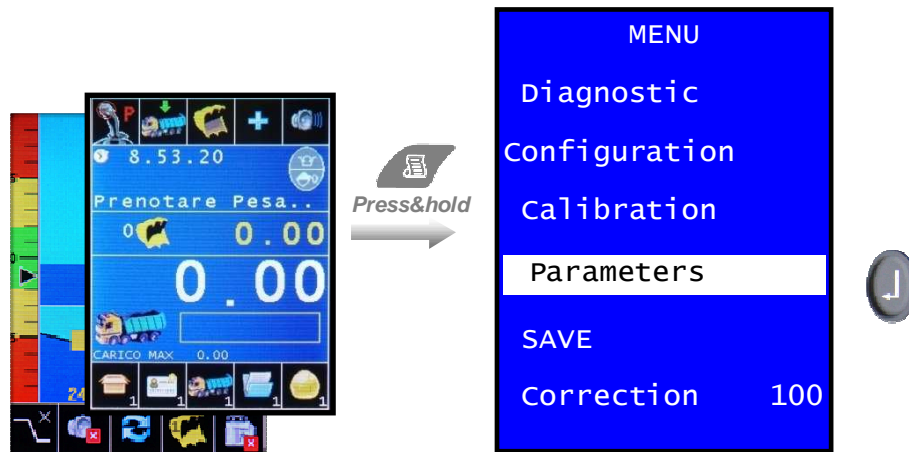 P
8.53.20
Prenotare Pesa..
0
0.00
0.00
CARICO MAX 0.00
1 1 1 1 1
24
1
Press&hold
MENU
Diagnostic
Configuration
Calibration
Parameters
SAVE
Correction 100